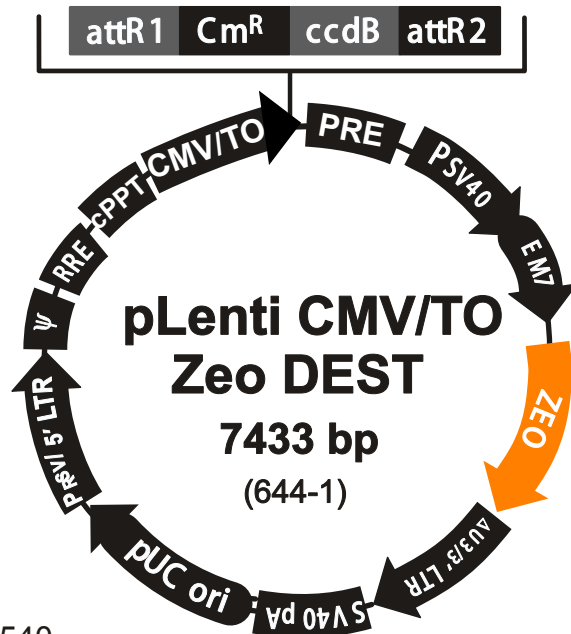 attR1 CmR ccdB attR2
CMV/TO
PRE
PSV40
EM7
ZEO
ΔU3/3' LTR
SV40 pA
pUC ori
PRSV/ 5' LTR
ψ
RRE
cPPT
pLenti CMV/TO
Zeo DEST
7433 bp
(644-1)